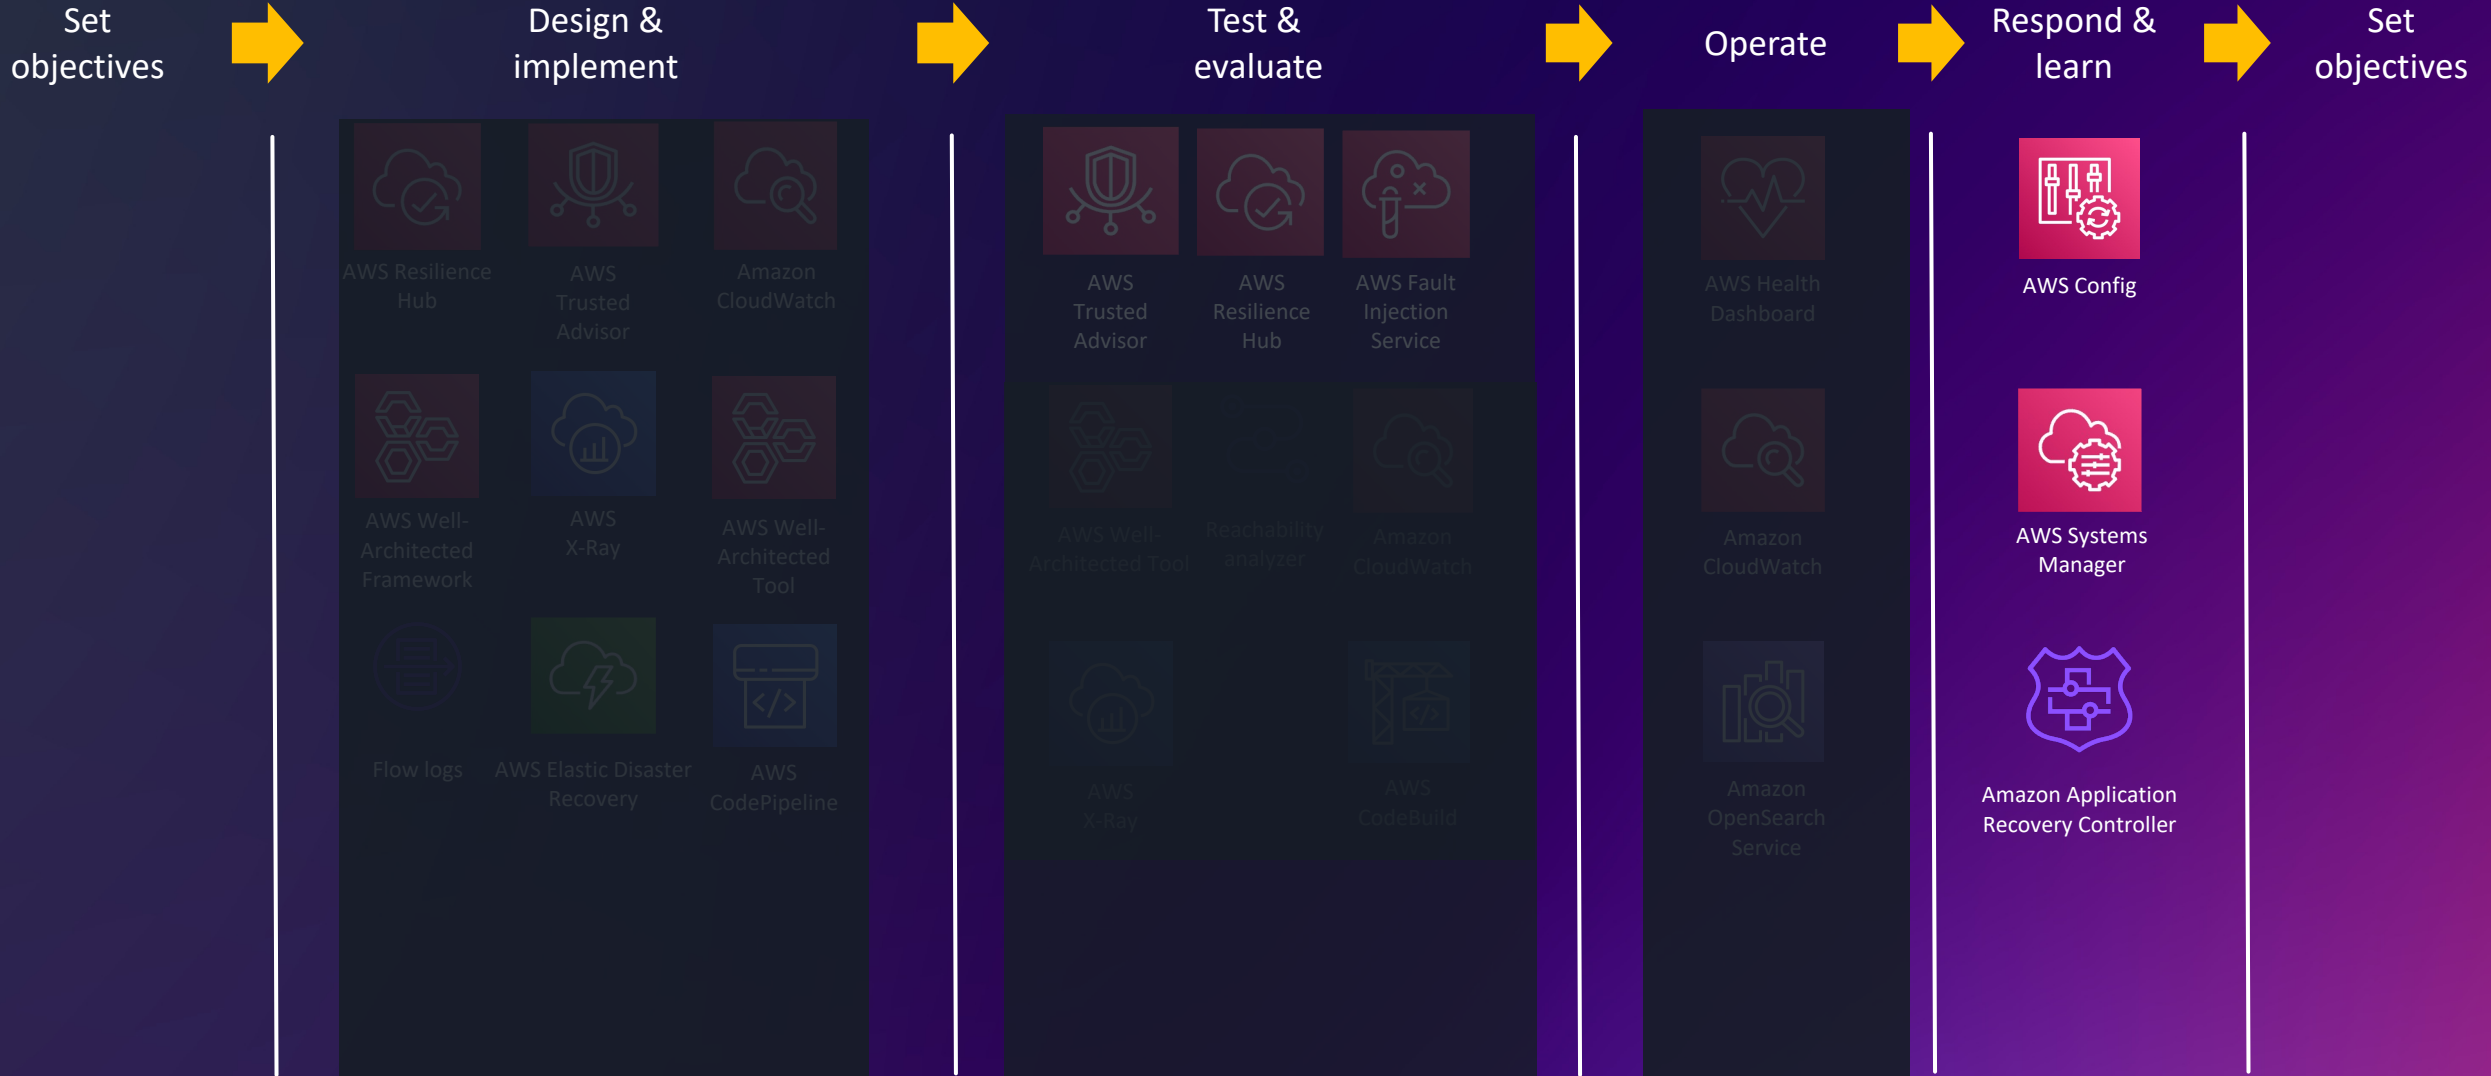 Set
objectives
Design &
implement
Test &
evaluate
Operate
Respond &
learn
Set
objectives
AWS Resilience
Hub
AWS
Trusted
Advisor
Amazon
CloudWatch
AWS Well-
Architected
Framework
AWS
X-Ray
AWS Well-
Architected
Tool
Flow logs
AWS Elastic Disaster
Recovery
AWS
CodePipeline
AWS
Trusted
Advisor
AWS
Resilience
Hub
AWS Fault
Injection
Service
AWS Well-
Architected Tool
Reachability
analyzer
Amazon
CloudWatch
AWS
X-Ray
AWS
CodeBuild
AWS Health
Dashboard
Amazon
CloudWatch
Amazon
OpenSearch
Service
AWS Config
AWS Systems
Manager
Amazon Application
Recovery Controller